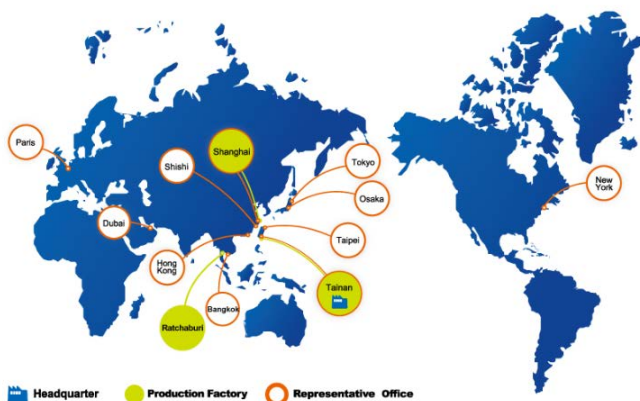 Paris
Shishi
Shanghai
Tokyo
Osaka
New
York
Dubai
Hong
Kong
Taipei
Bangkok
Tainan
Ratchaburi
Headquarter
Production Factory
Representative Office